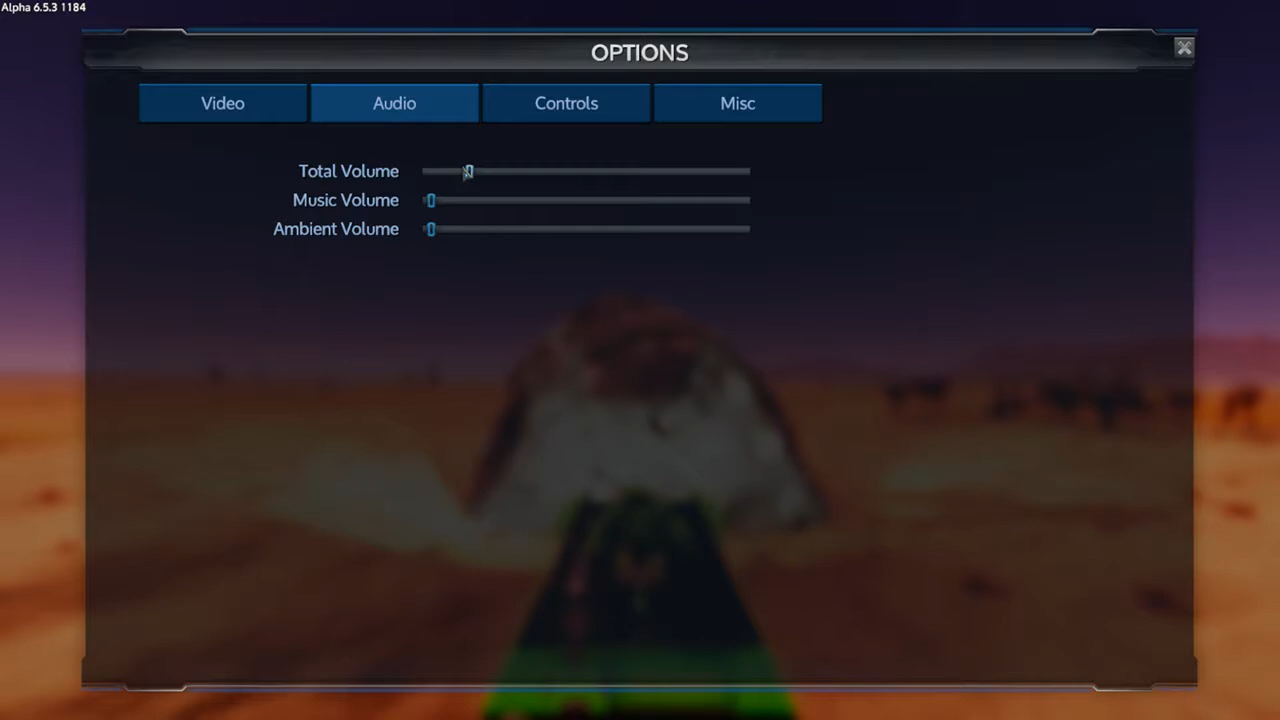 Alpha 6.5.3 1184
OPTIONS
Video
Audio
Controls
Misc
Total Volume
Music Volume
Ambient Volume